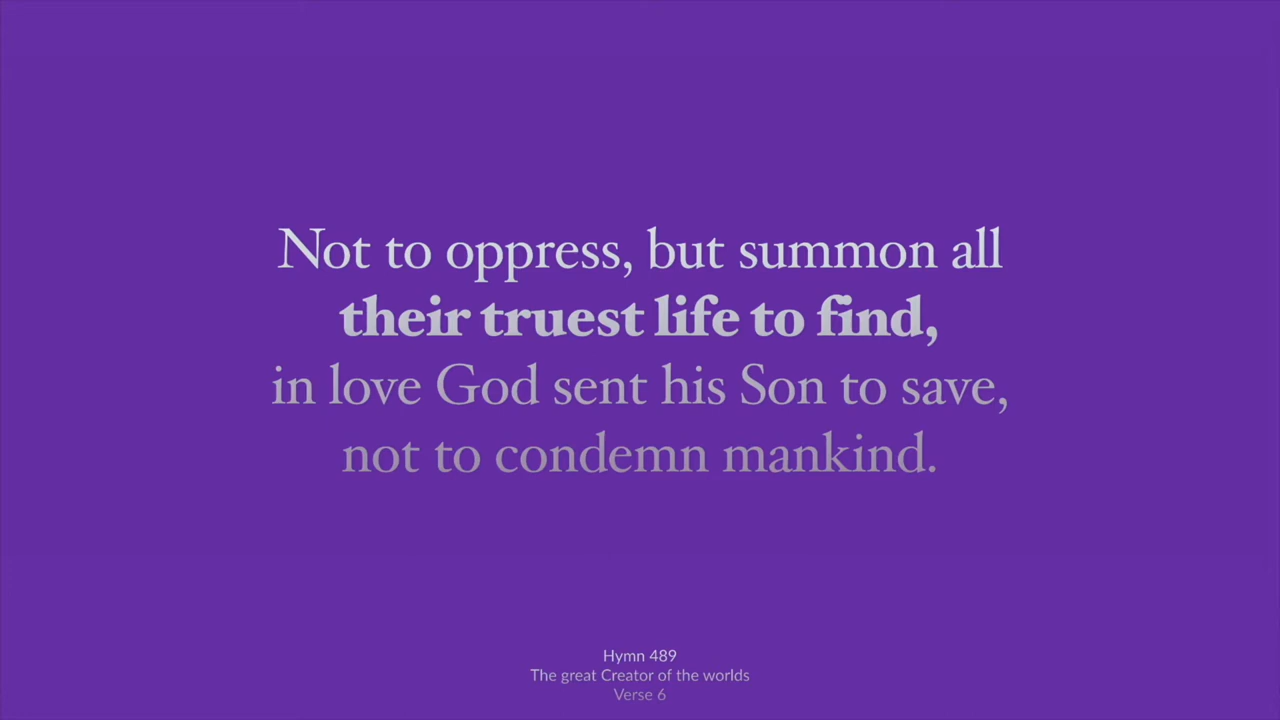 Not to oppress, but summon all
their truest life to find,
in love God sent his Son to save,
not to condemn mankind.
Hymn 489
The great Creator of the worlds
Verse 6